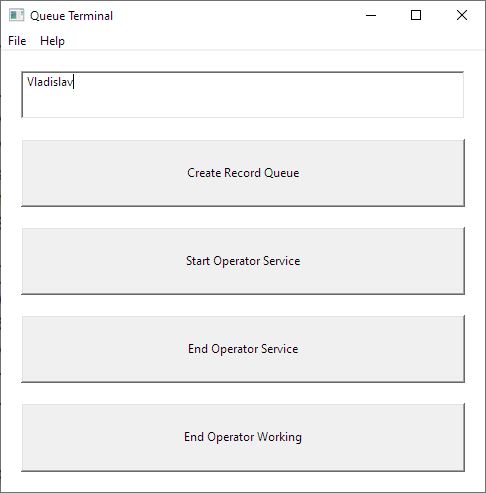 Queue Terminal
File Help
Vladislav
Create Record Queue
Start Operator Service
End Operator Service
End Operator Working